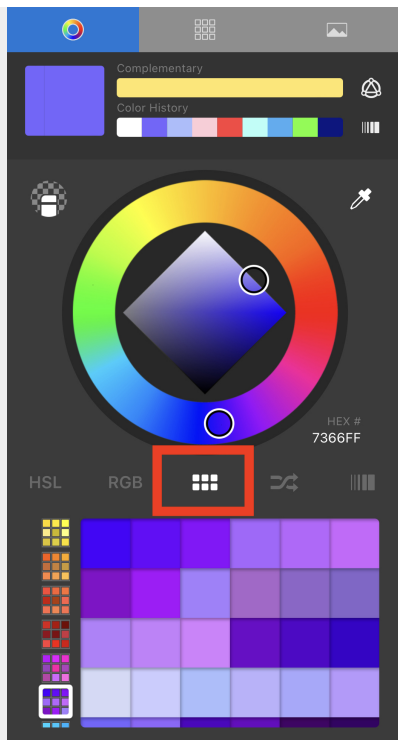 Complementary
Color History
HEX #
7366FF
HSL
RGB